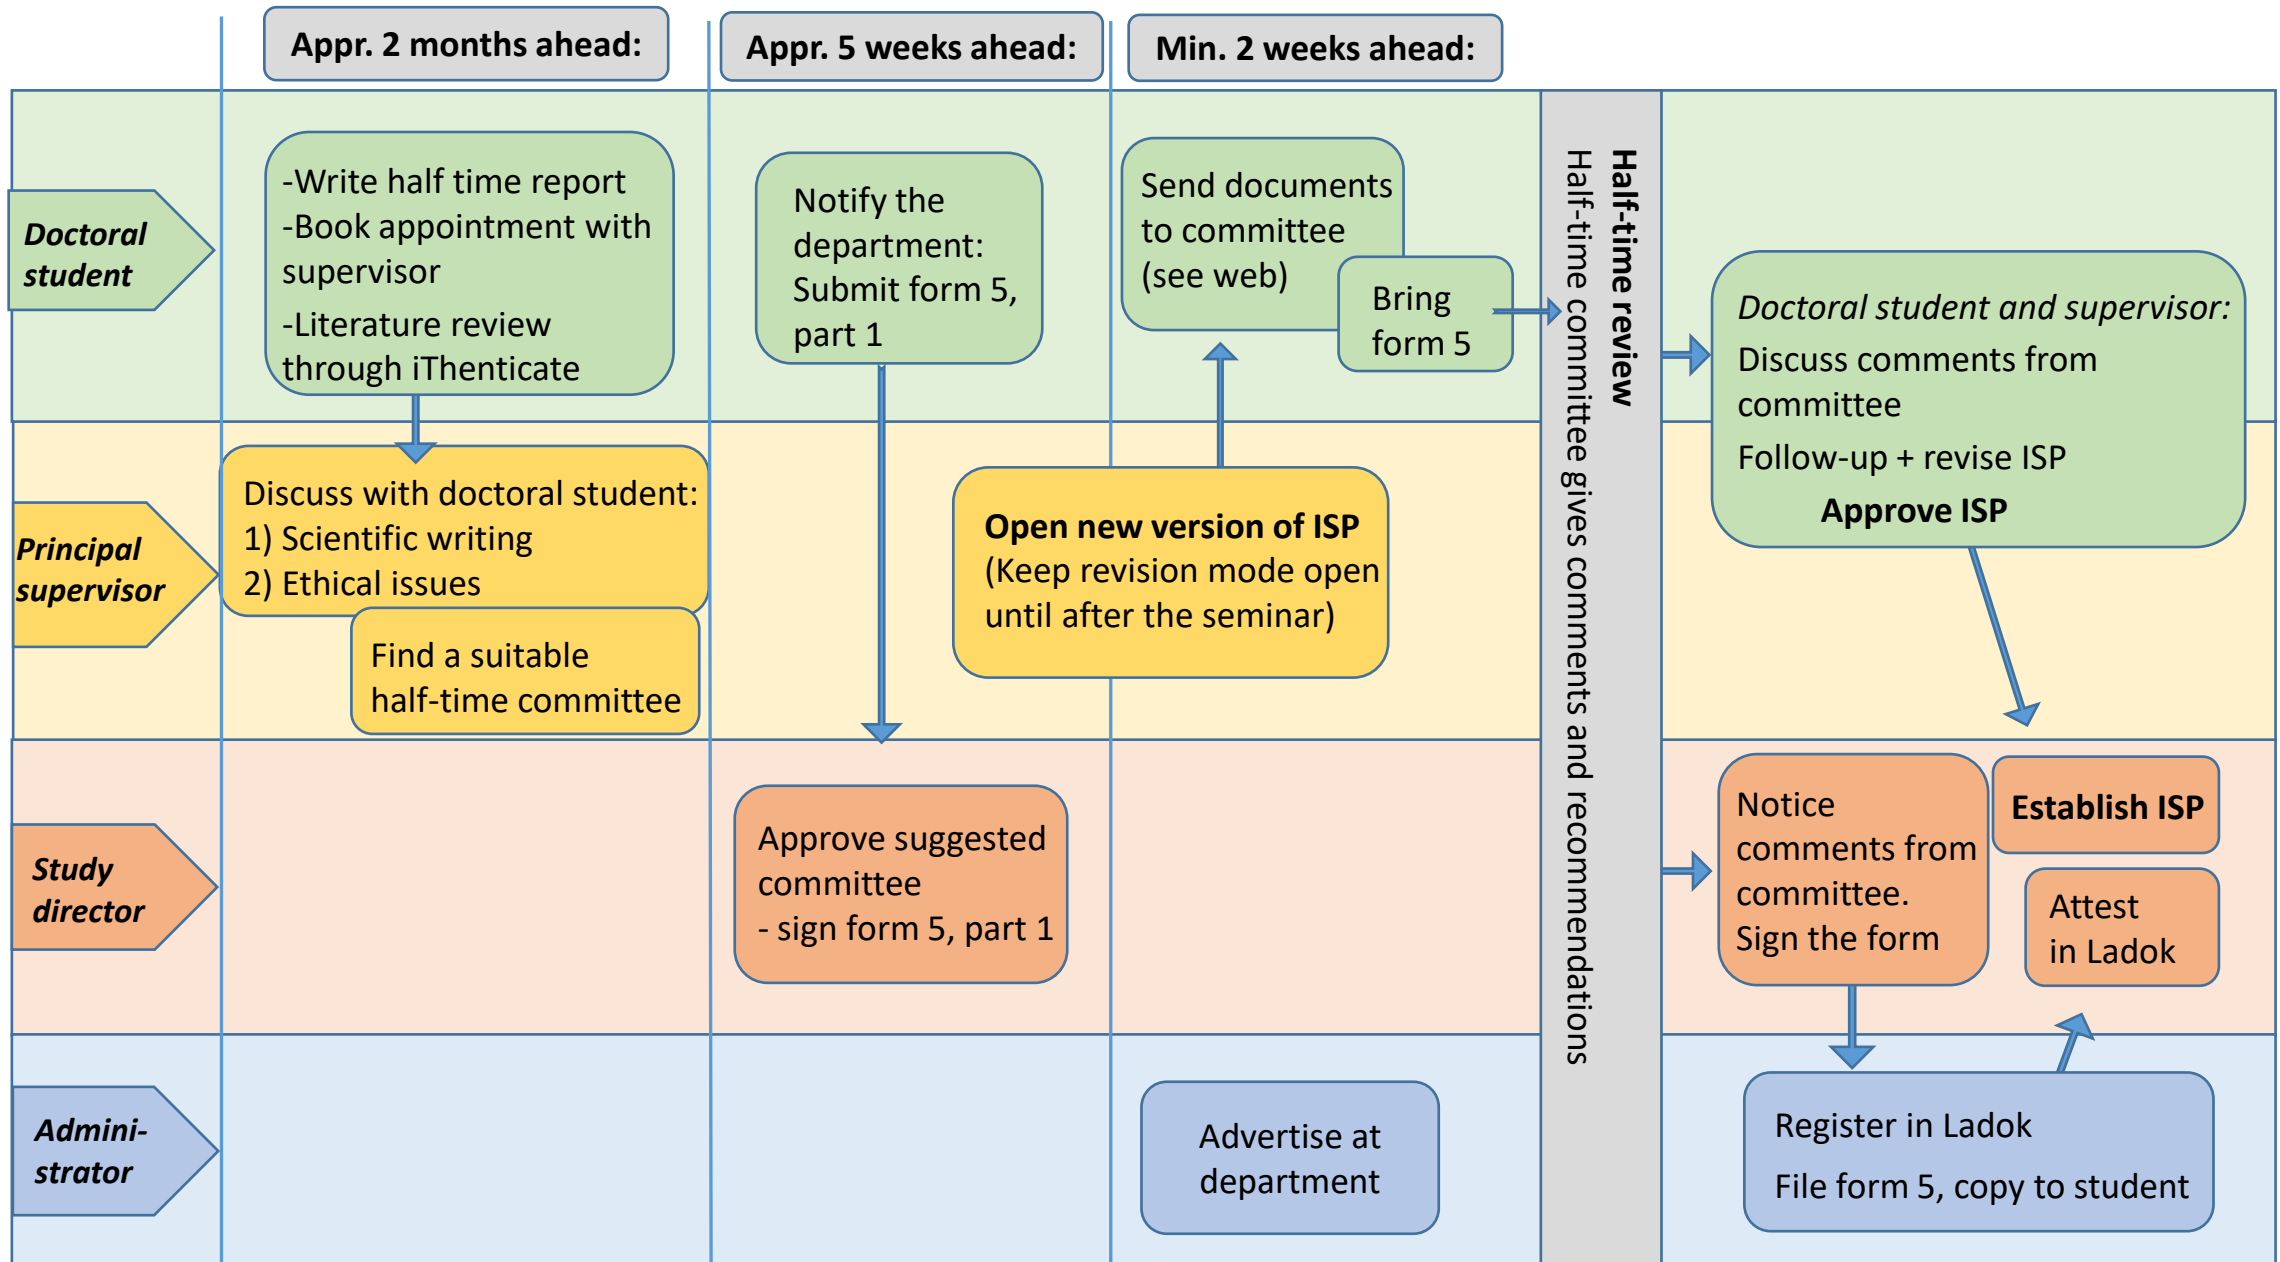 Appr. 2 months ahead:
Appr. 5 weeks ahead:
Min. 2 weeks ahead:
Doctoral
student
-Write half time report
-Book appointment with
supervisor
-Literature review
through iThenticate
Notify the
department:
Submit form 5,
part 1
Send documents
to committee
(see web)
Bring
form 5
Half-time review
Half-time committee gives comments and recommendations
Doctoral student and supervisor:
Discuss comments from
committee
Follow-up + revise ISP
Approve ISP
Principal
supervisor
Discuss with doctoral student:
1) Scientific writing
2) Ethical issues
Find a suitable
half-time committee
Open new version of ISP
(Keep revision mode open
until after the seminar)
Study
director
Approve suggested
committee
- sign form 5, part 1
Notice
comments from
committee.
Sign the form
Establish ISP
Attest
in Ladok
Admini-
strator
Advertise at
department
Register in Ladok
File form 5, copy to student